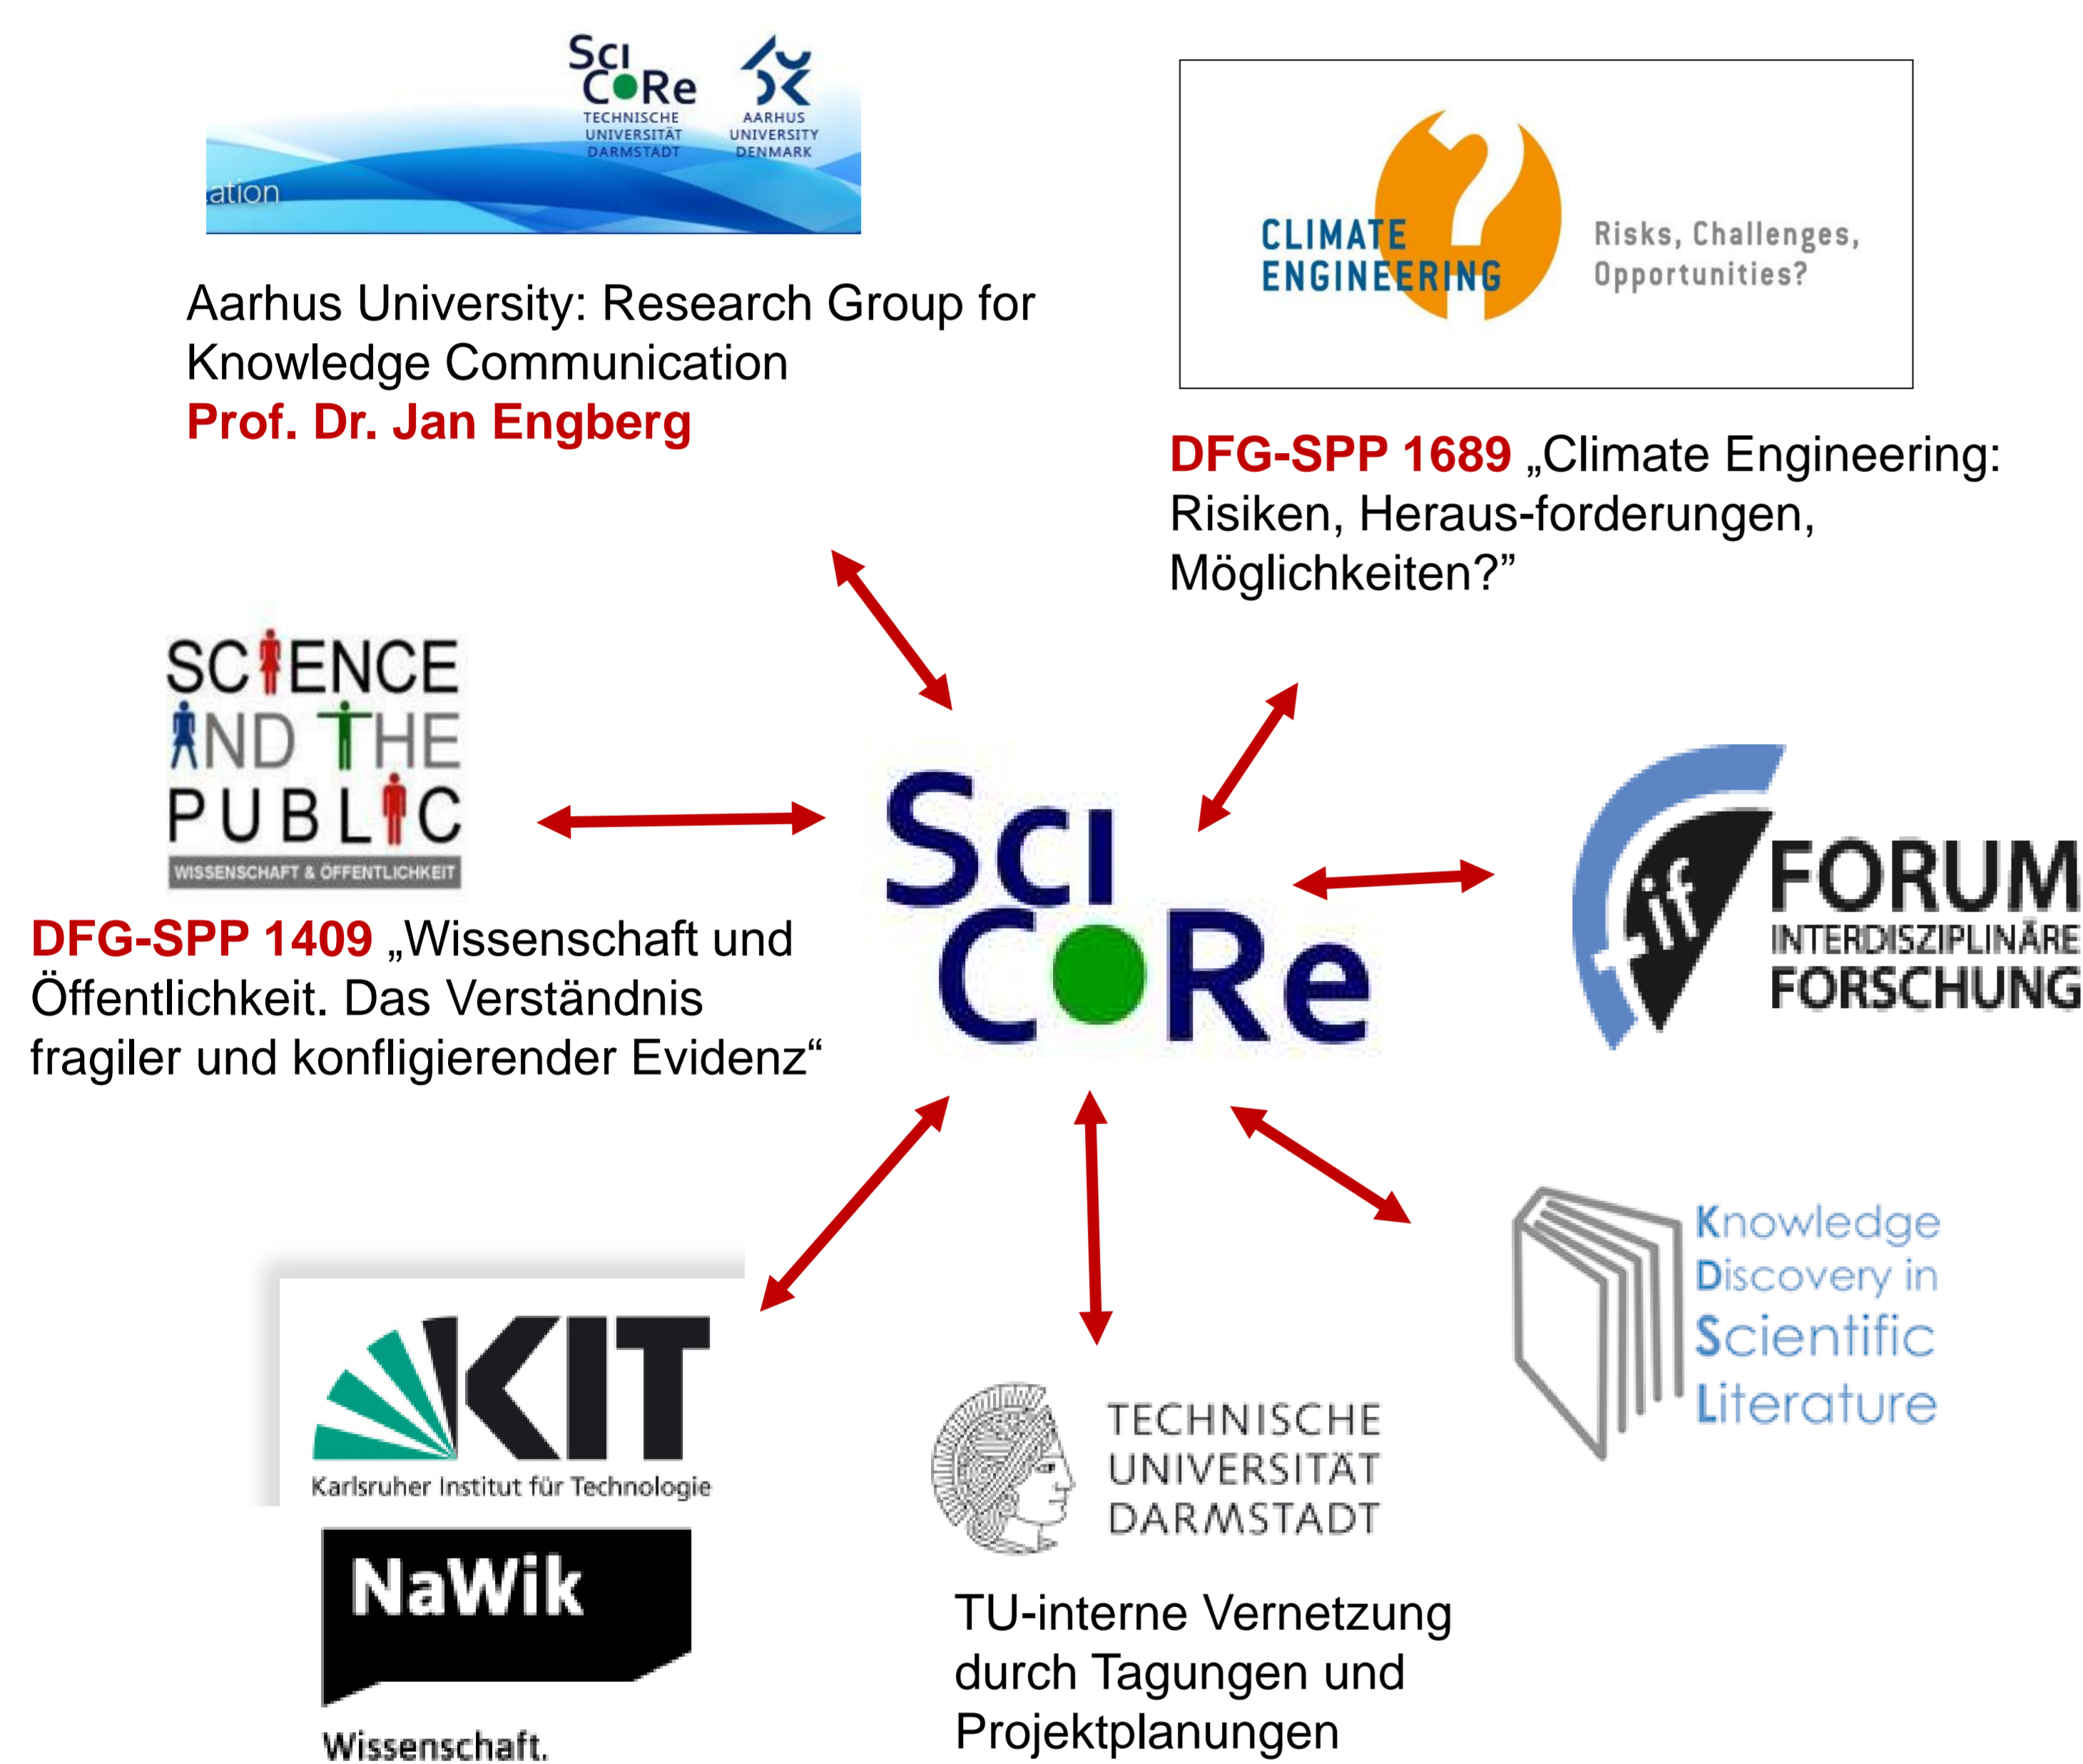 SCI
CoRe
TECHNISCHE
UNIVERSITÄT
DARMSTADT
AARHUS
UNIVERSITY
DENMARK
ation
Aarhus University: Research Group for
Knowledge Communication
Prof. Dr. Jan Engberg
CLIMATE
ENGINEERING
Risks, Challenges,
Opportunities?
DFG-SPP 1689 „Climate Engineering:
Risiken, Heraus-forderungen,
Möglichkeiten?”
SCIENCE
AND THE
PUBLIC
WISSENSCHAFT & ÖFFENTLICHKEIT
DFG-SPP 1409 „Wissenschaft und
Öffentlichkeit. Das Verständnis
fragiler und konfligierender Evidenz“
SCI
CoRe
fif
FORUM
INTERDISZIPLINÄRE
FORSCHUNG
KIT
Karlsruher Institut für Technologie
NaWik
Wissenschaft.
TECHNISCHE
UNIVERSITÄT
DARMSTADT
TU-interne Vernetzung
durch Tagungen und
Projektplanungen
Knowledge
Discovery in
Scientific
Literature